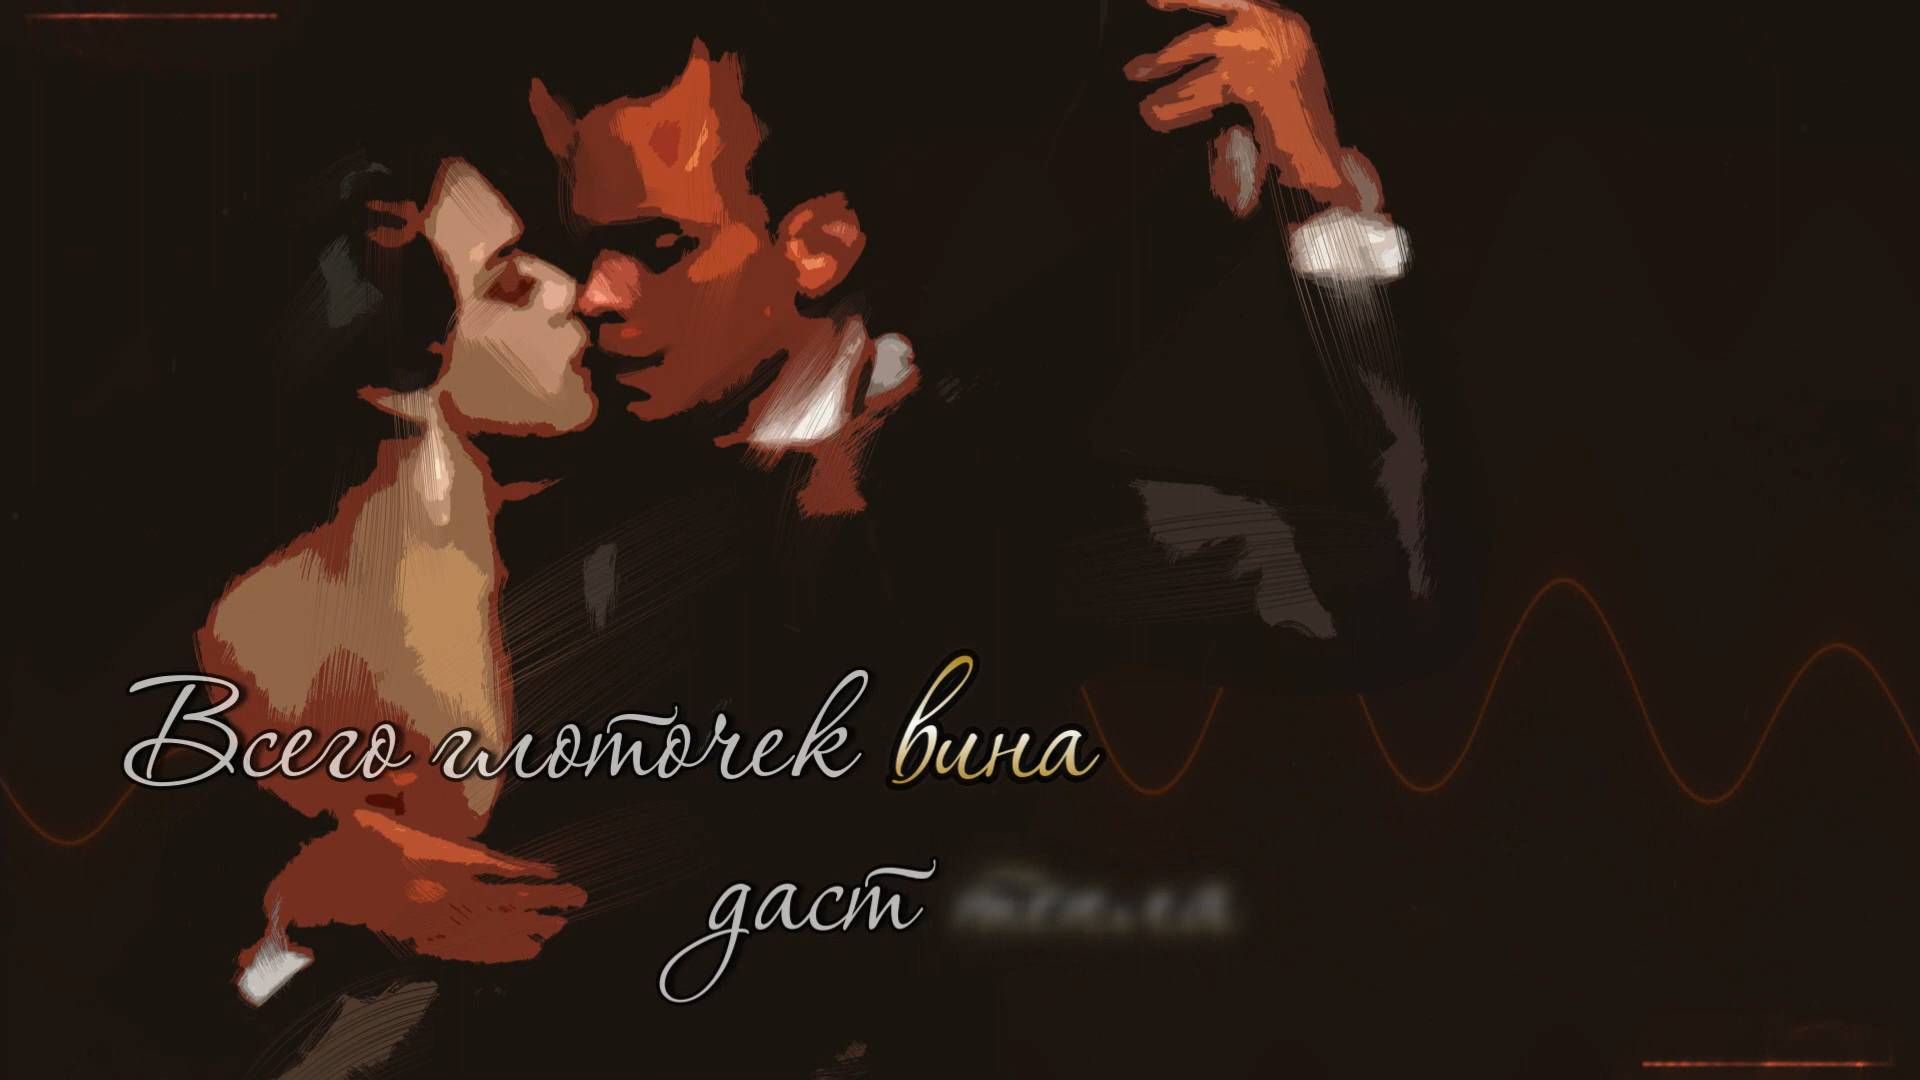 Всего глоточек вина
даст